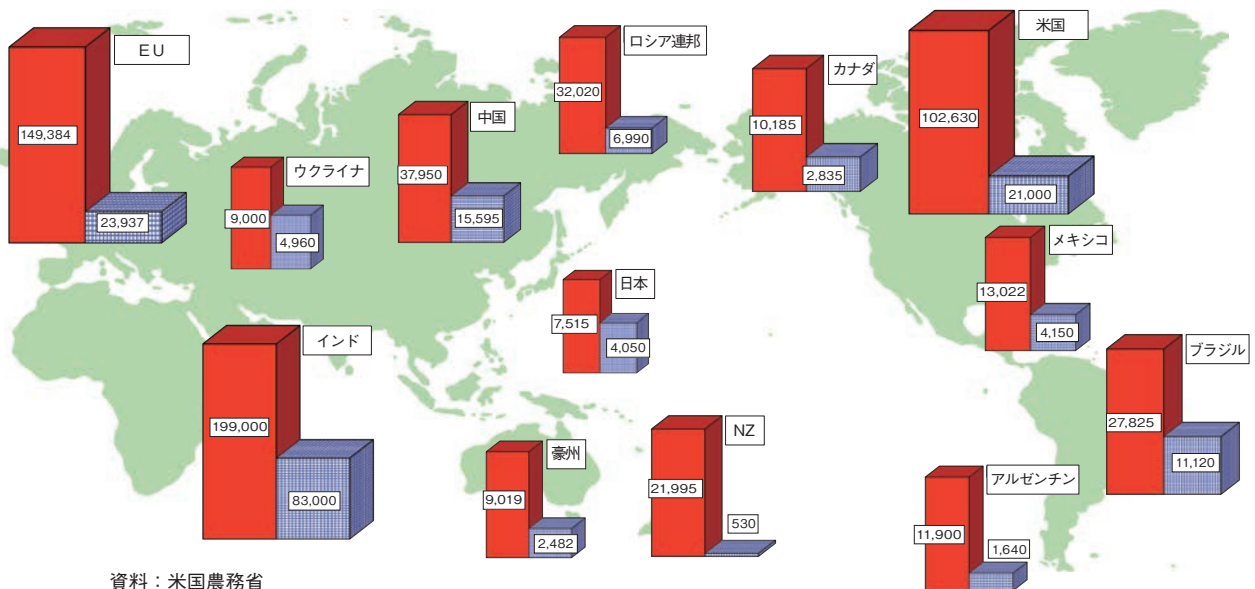 EU
149,384
23,937
ウクライナ
9,000
4,960
中国
37,950
15,595
ロシア連邦
32,020
6,990
カナダ
10,185
2,835
米国
102,630
21,000
メキシコ
13,022
4,150
日本
7,515
4,050
インド
199,000
83,000
豪州
9,019
2,482
NZ
21,995
530
ブラジル
27,825
11,120
アルゼンチン
11,900
1,640
資料：米国農務省